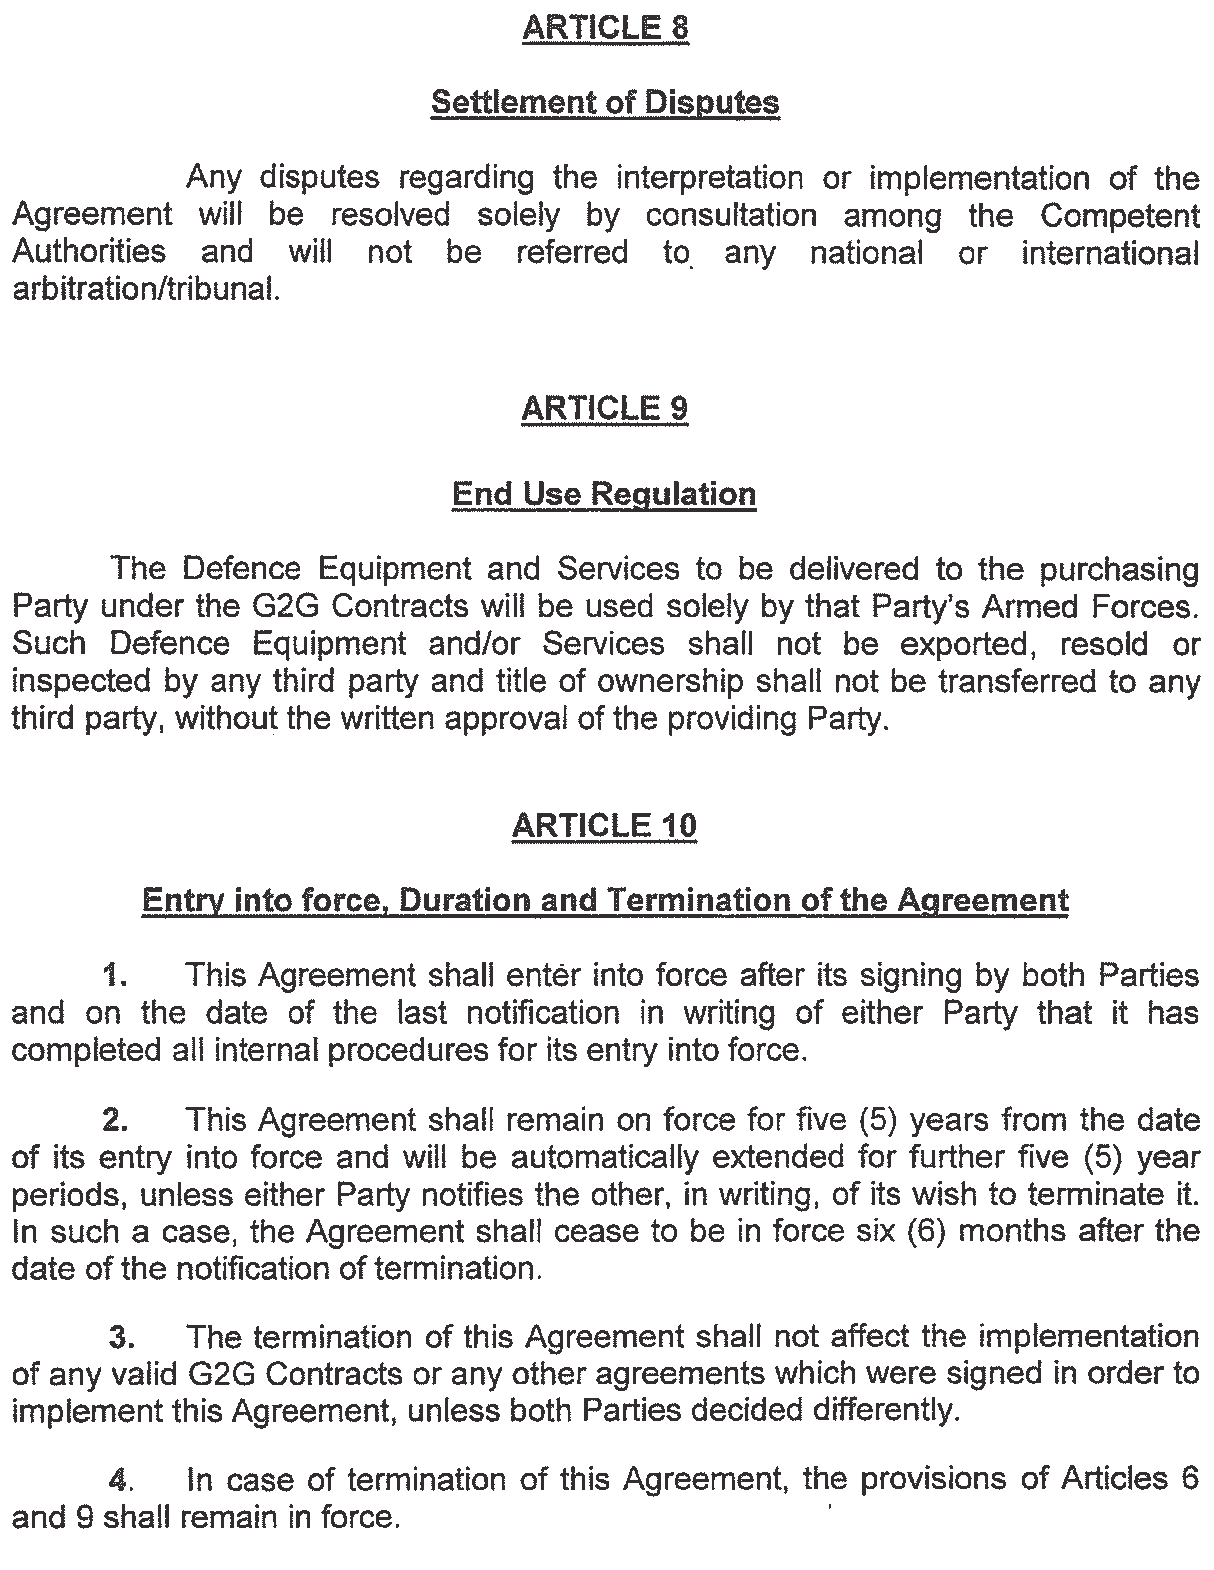 ARTICLE 8
Settlement of Disputes
Any disputes regarding the interpretation or implementation of the
Agreement will be resolved solely by consultation among the Competent
Authorities and will not be referred to any national or international
arbitration/tribunal.
ARTICLE 9
End Use Regulation
The Defence Equipment and Services to be delivered to the purchasing
Party under the G2G Contracts will be used solely by that Party's Armed Forces.
Such Defence Equipment and/or Services shall not be exported, resold or
inspected by any third party and title of ownership shall not be transferred to any
third party, without the written approval of the providing Party.
ARTICLE 10
Entry into force, Duration and Termination of the Agreement
1. This Agreement shall enter into force after its signing by both Parties
and on the date of the last notification in writing of either Party that it has
completed all internal procedures for its entry into force.
2. This Agreement shall remain on force for five (5) years from the date
of its entry into force and will be automatically extended for further five (5) year
periods, unless either Party notifies the other, in writing, of its wish to terminate it.
In such a case, the Agreement shall cease to be in force six (6) months after the
date of the notification of termination.
3. The termination of this Agreement shall not affect the implementation
of any valid G2G Contracts or any other agreements which were signed in order to
implement this Agreement, unless both Parties decided differently.
4. In case of termination of this Agreement, the provisions of Articles 6
and 9 shall remain in force.